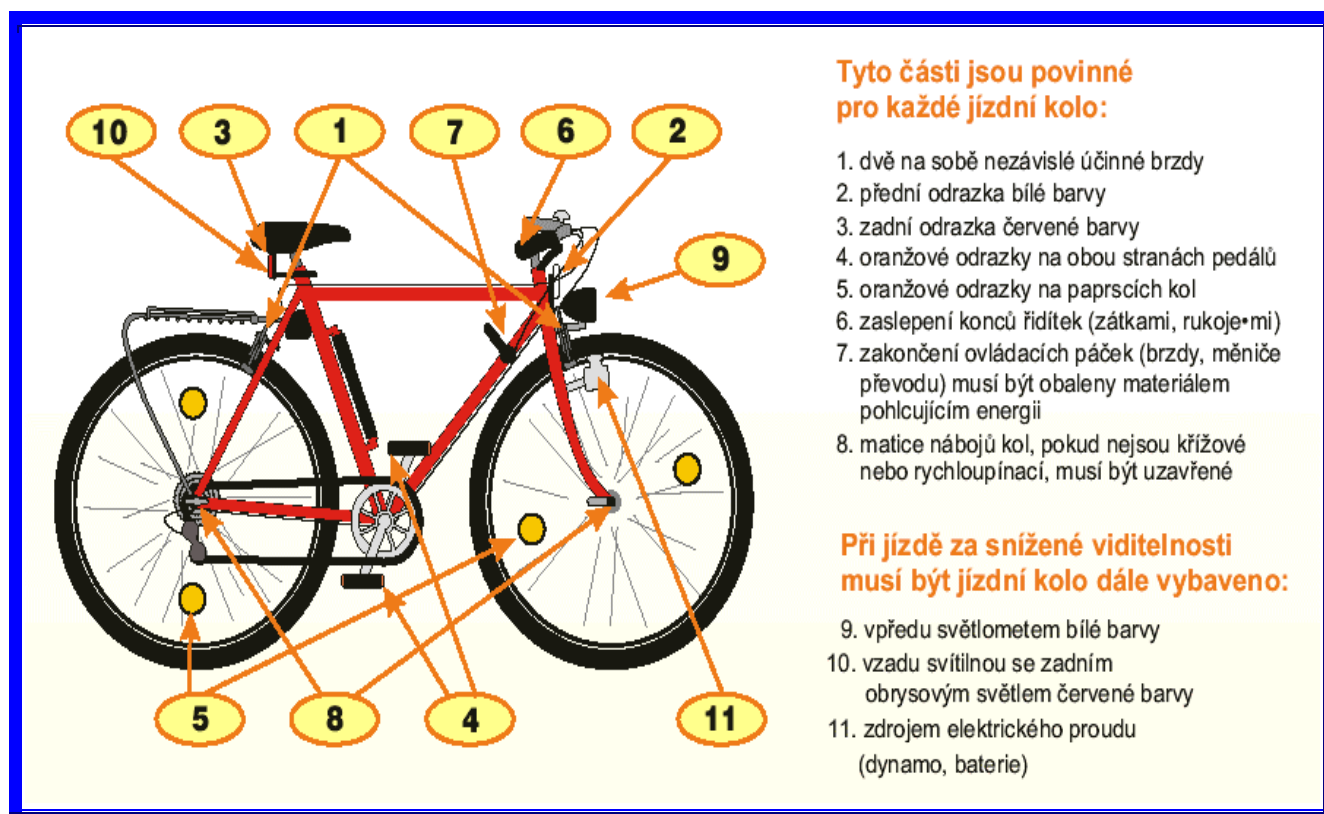 10 3 1 7 6 2
9
5 8 4 11
Tyto části jsou povinné
pro každé jízdní kolo:
1. dvě na sobě nezávislé účinné brzdy
2. přední odrazka bílé barvy
3. zadní odrazka červené barvy
4. oranžové odrazky na obou stranách pedálů
5. oranžové odrazky na paprscích kol
6. zaslepení konců řidítek (zátkami, rukoje•mi)
7. zakončení ovládacích páček (brzdy, měniče
převodu) musí být obaleny materiálem
pohlcujícím energii
8. matice nábojů kol, pokud nejsou křížové
nebo rychloupínací, musí být uzavřené
Při jízdě za snížené viditelnosti
musí být jízdní kolo dále vybaveno:
9. vpředu světlometem bílé barvy
10. vzadu svítilnou se zadním
obrysovým světlem červené barvy
11. zdrojem elektrického proudu
(dynamo, baterie)